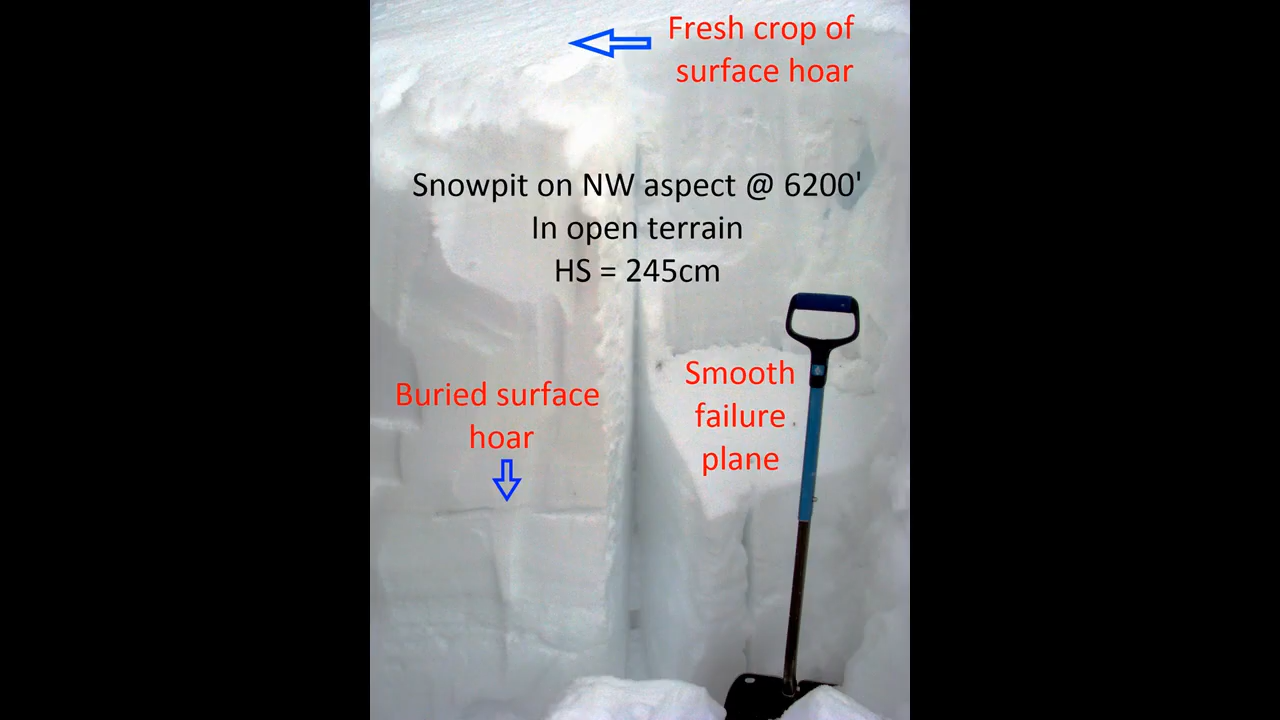 Fresh crop of
surface hoar
Snowpit on NW aspect @ 6200'
In open terrain
HS = 245cm
Buried surface
hoar
Smooth
failure
plane